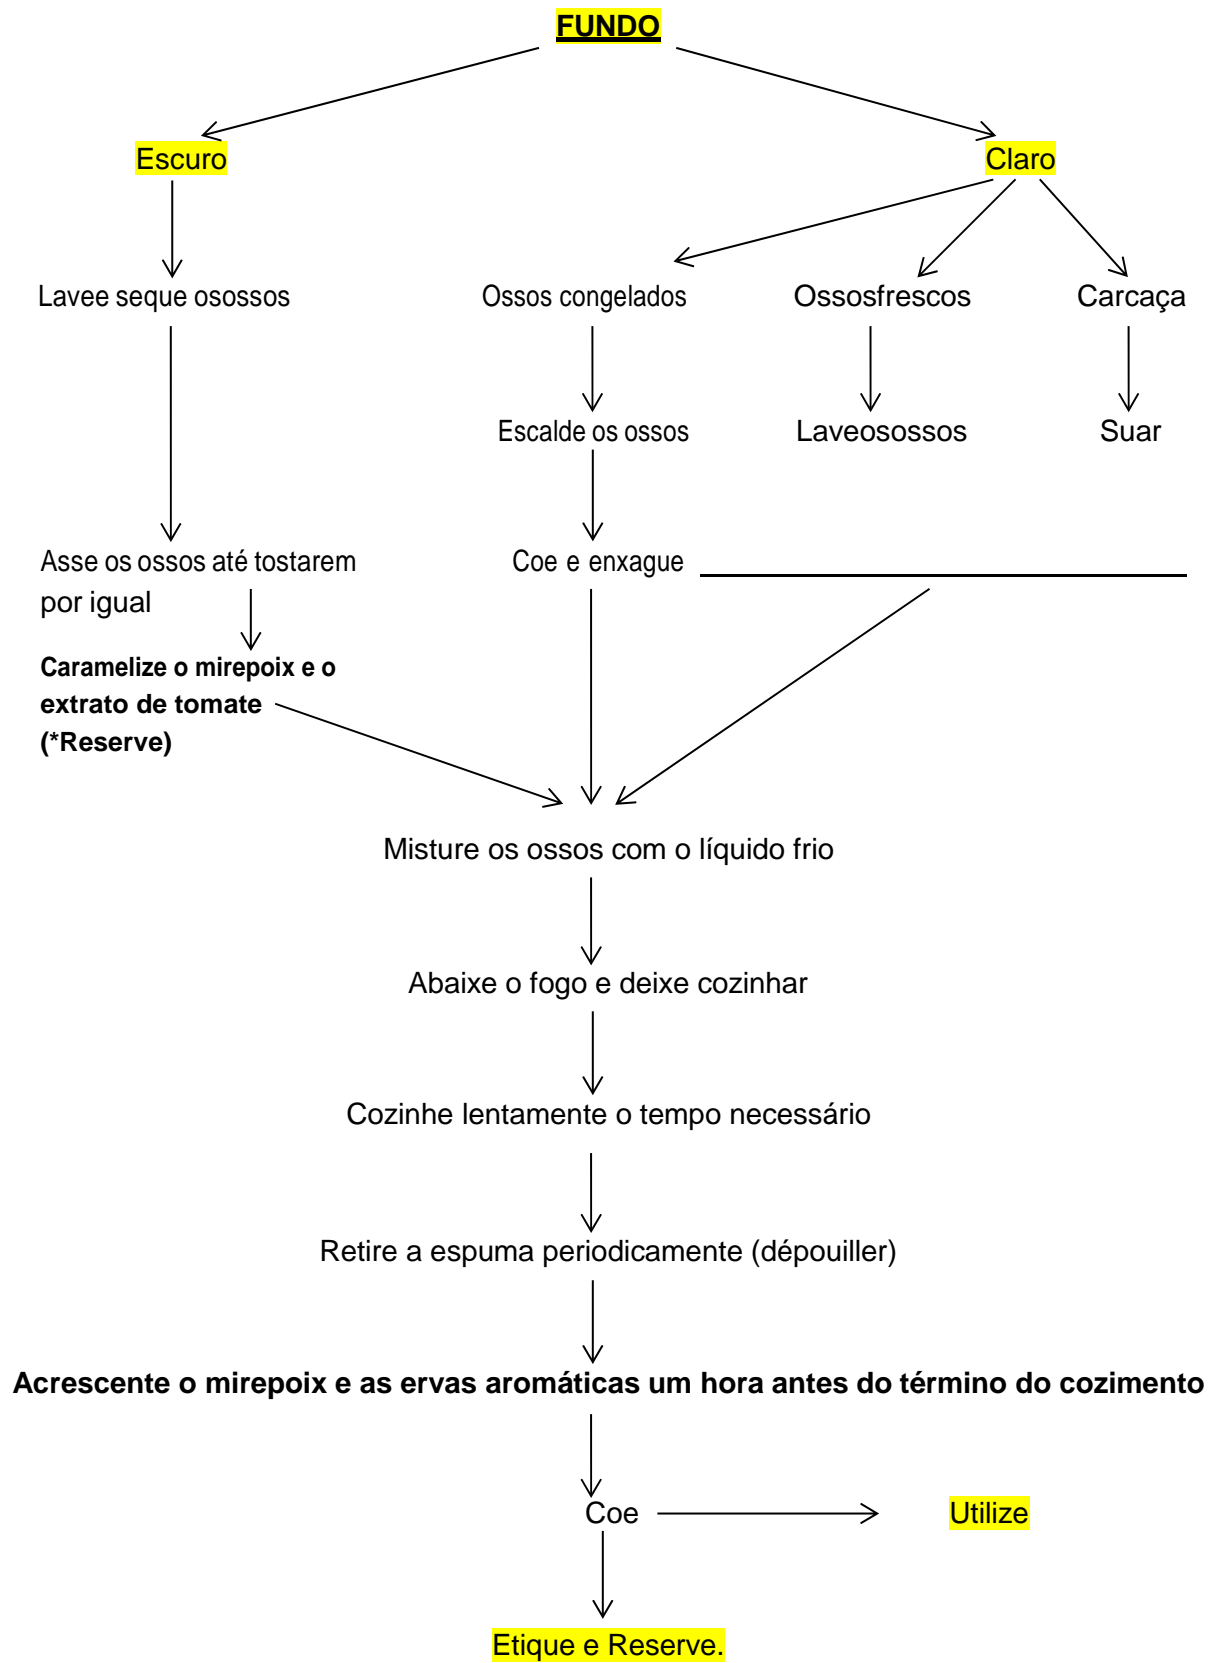 FUNDO
Escuro
Claro
Lavee seque osossos
Ossos congelados
Ossosfrescos
Carcaça
Escalde os ossos
Laveosossos
Suar
Asse os ossos até tostarem
por igual
Coe e enxague
Caramelize o mirepoix e o
extrato de tomate
(*Reserve)
Misture os ossos com o líquido frio
Abaixe o fogo e deixe cozinhar
Cozinhe lentamente o tempo necessário
Retire a espuma periodicamente (dépouiller)
Acrescente o mirepoix e as ervas aromáticas um hora antes do término do cozimento
Coe
Utilize
Etique e Reserve.